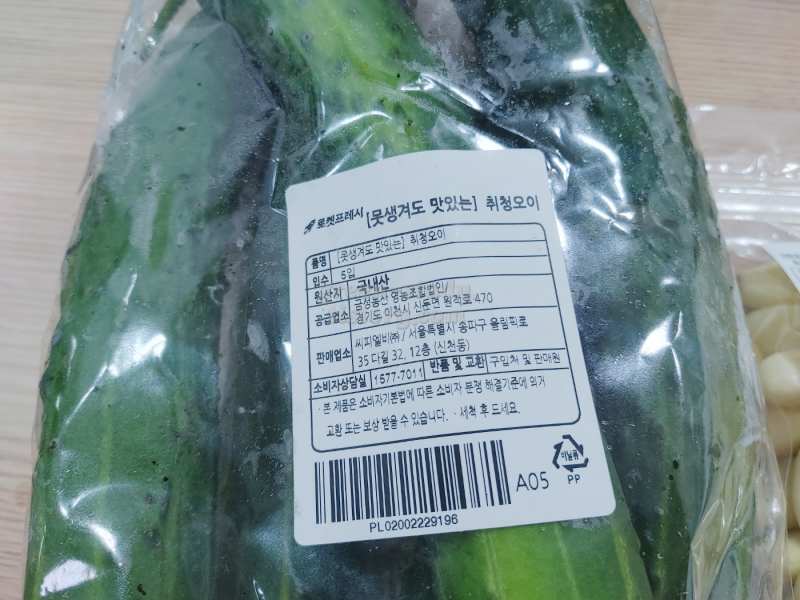 로켓프레시 [못생겨도 맛있는] 취청오이
품명 [못생겨도 맛있는] 취청오이
입수 5입
원산지 국내산
공급업소 금성농산 영농조합법인/
경기도 이천시 신둔면 원적로 470
판매업소 씨피엘비㈜ / 서울특별시 송파구 올림픽로
35 다길 32, 12층 (신천동)
소비자상담실 1577-7011 반품 및 교환 구입처 및 판매원
· 본 제품은 소비자기본법에 따른 소비자 분쟁 해결기준에 의거
교환 또는 보상 받을 수 있습니다. · 세척 후 드세요.
A05
비닐류
PP
PL02002229196